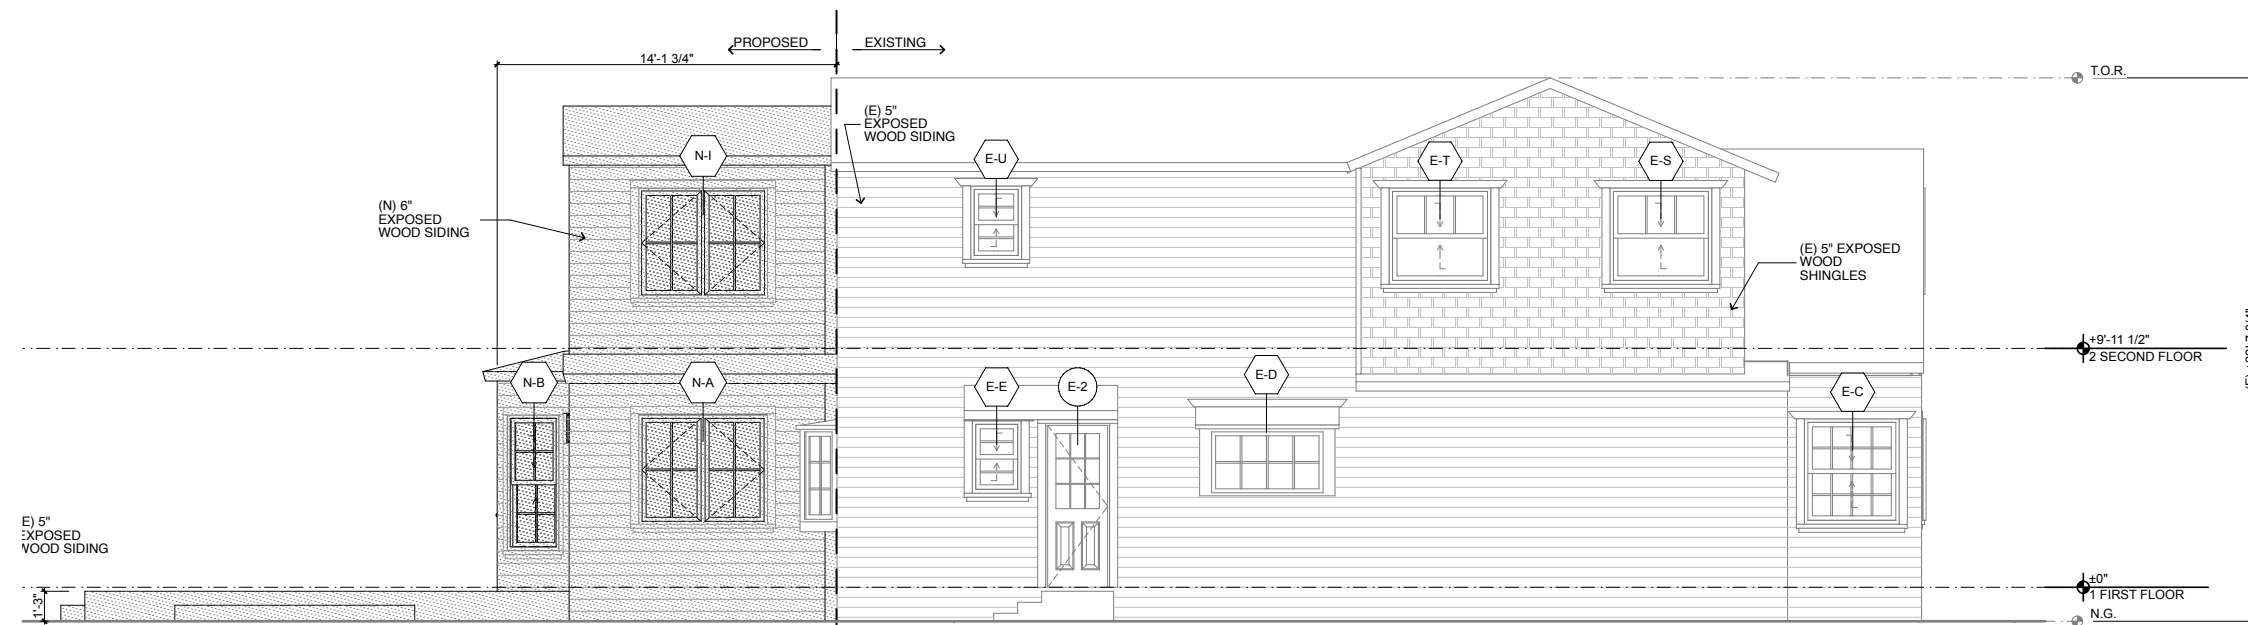 PROPOSED
EXISTING
14'-1 3/4"
T.O.R.
(E) 5"
EXPOSED
WOOD SIDING
N-I
E-U
E-T
E-S
(N) 6"
EXPOSED
WOOD SIDING
(E) 5" EXPOSED
WOOD
SHINGLES
+9'-11 1/2"
2 SECOND FLOOR
N-B
N-A
E-E
E-2
E-D
E-C
E) 5"
EXPOSED
WOOD SIDING
±0"
1 FIRST FLOOR
1'-3"
N.G.